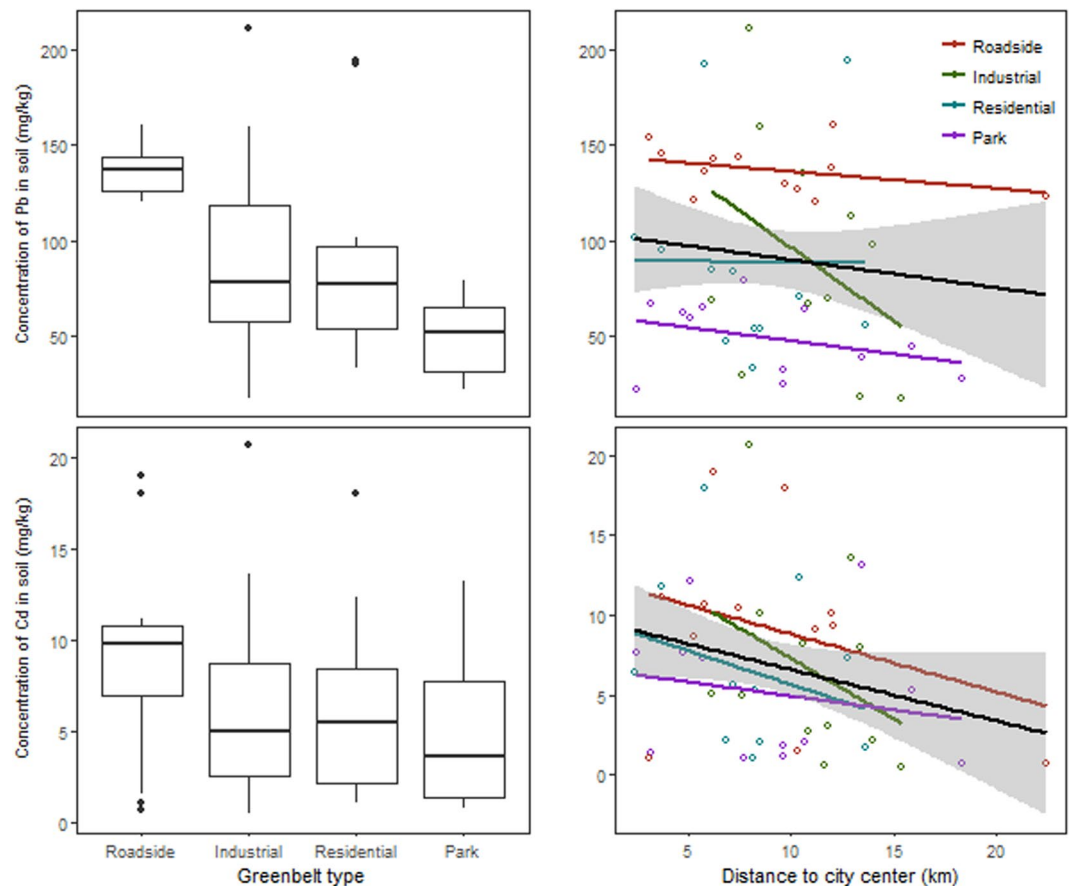 Concentration of Pb in soil (mg/kg)
200
150
100
50
200
150
100
50
Roadside
Industrial
Residential
Park
Concentration of Cd in soil (mg/kg)
20
15
10
5
0
20
15
10
5
0
Roadside Industrial Residential Park
Greenbelt type
5 10 15 20
Distance to city center (km)